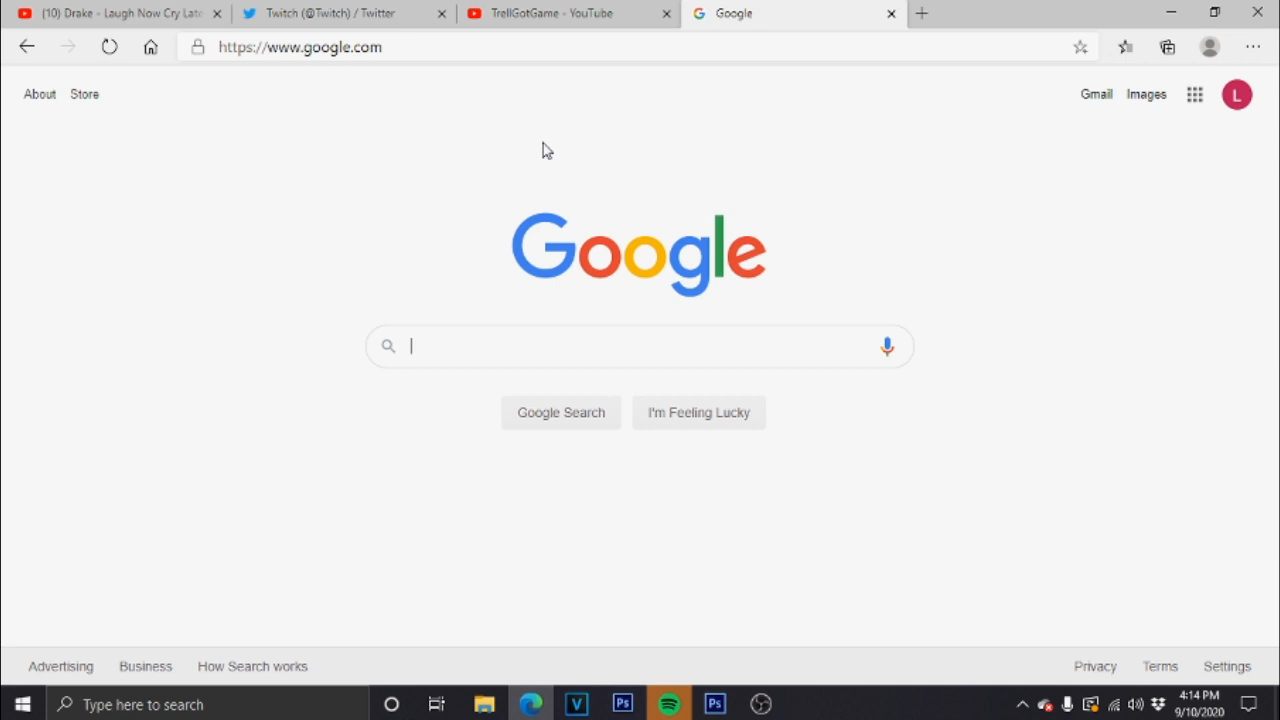 (10) Drake - Laugh Now Cry Late
Twitch (@Twitch) / Twitter
TrellGotGame - YouTube
Google
https://www.google.com
About Store
Gmail Images L
Google
Google Search I'm Feeling Lucky
Advertising Business How Search works
Privacy Terms Settings
Type here to search
V Ps Ps
4:14 PM
9/10/2020